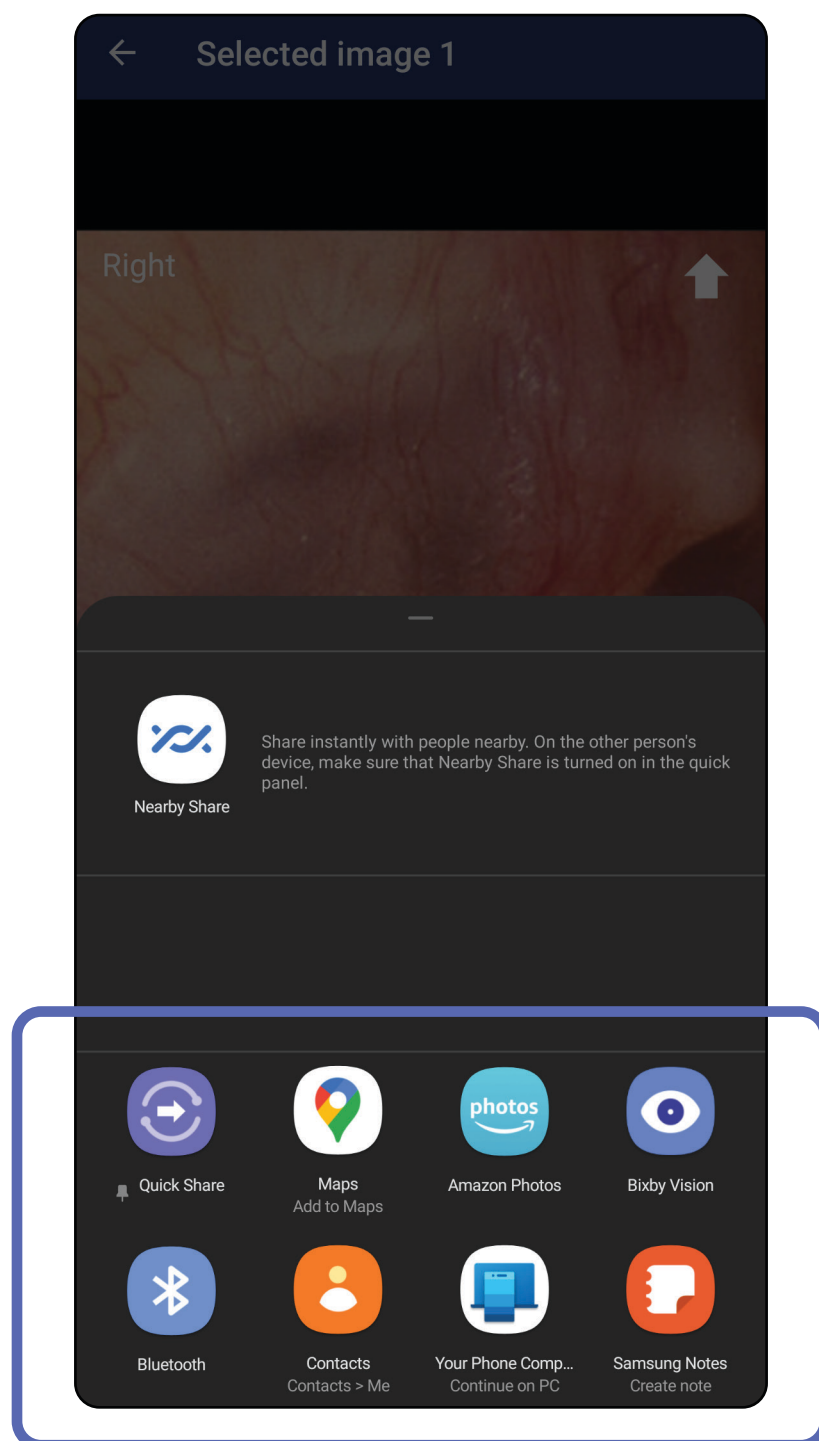 Selected image 1
Right
Share instantly with people nearby. On the other person's
device, make sure that Nearby Share is turned on in the quick
panel.
Nearby Share
photos
Quick Share
Maps
Add to Maps
Amazon Photos
Bixby Vision
Bluetooth
Contacts
Contacts > Me
Your Phone Comp...
Continue on PC
Samsung Notes
Create note